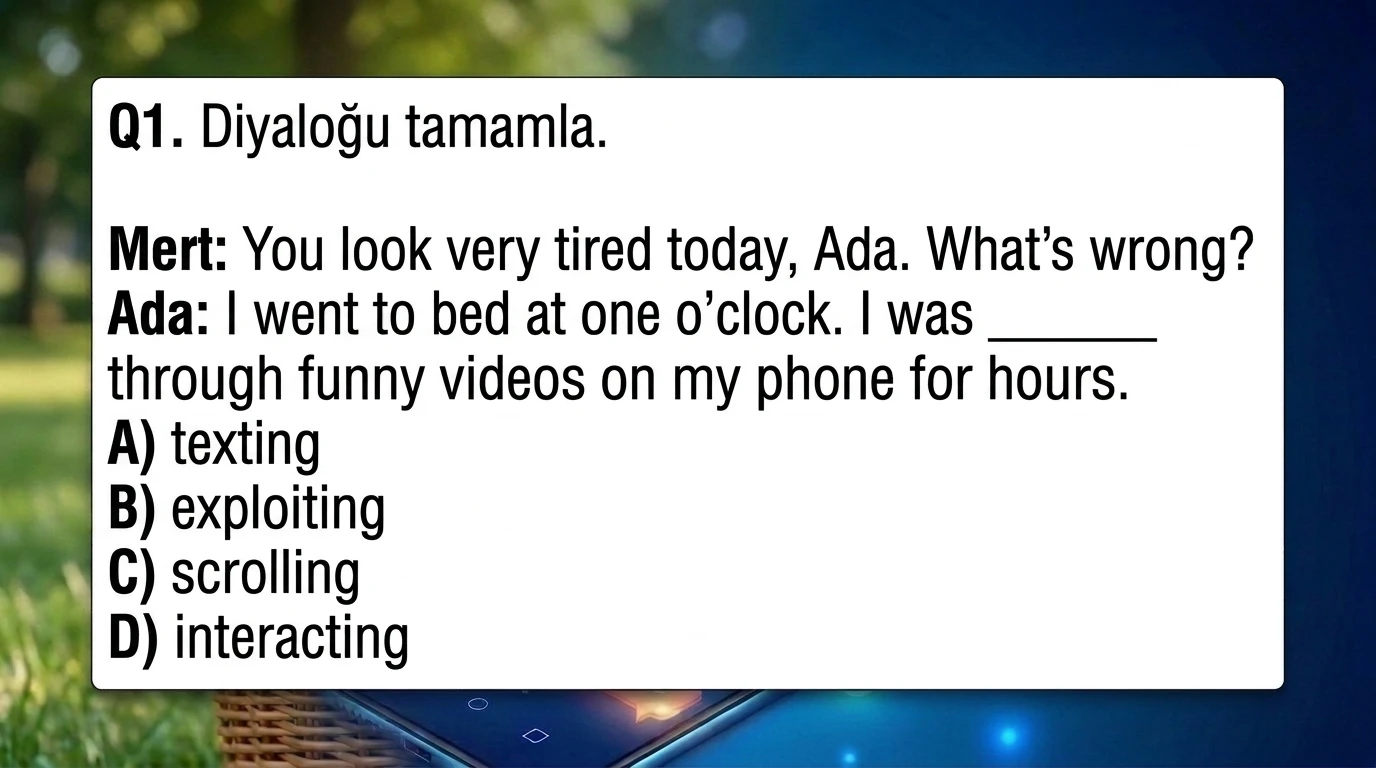 Q1. Diyaloğu tamamla.
Mert: You look very tired today, Ada. What’s wrong?
Ada: I went to bed at one o’clock. I was ______
through funny videos on my phone for hours.
A) texting
B) exploiting
C) scrolling
D) interacting